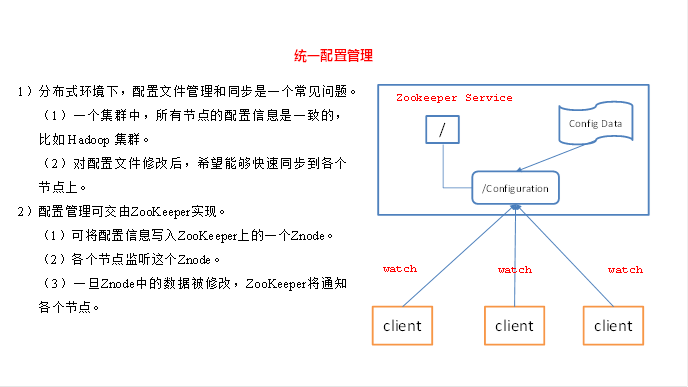 统一配置管理
1）分布式环境下，配置文件管理和同步是一个常见问题。
（1）一个集群中，所有节点的配置信息是一致的，
比如 Hadoop 集群。
（2）对配置文件修改后，希望能够快速同步到各个
节点上。
2）配置管理可交由ZooKeeper实现。
（1）可将配置信息写入ZooKeeper上的一个Znode。
（2）各个节点监听这个Znode。
（3）一旦Znode中的数据被修改，ZooKeeper将通知
各个节点。
Zookeeper Service
/
Config Data
/Configuration
watch
watch
watch
client
client
client